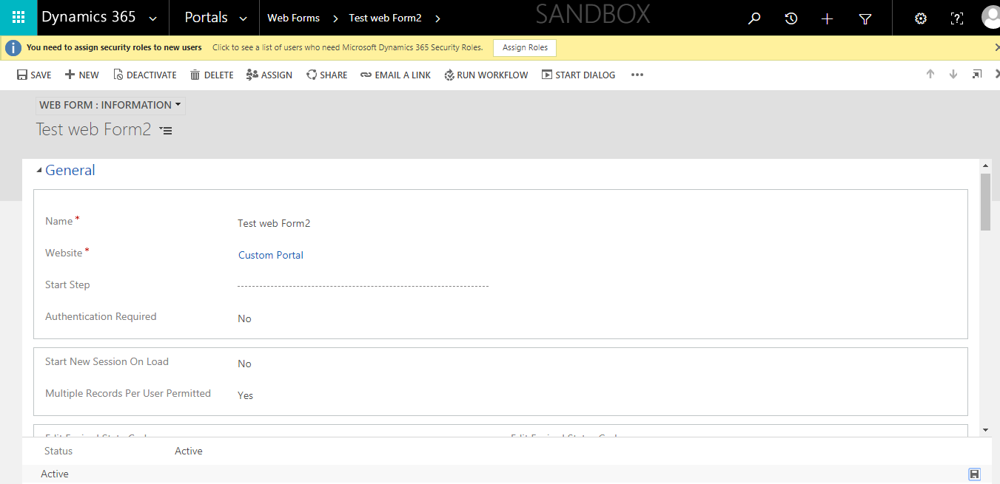 Dynamics 365 Portals Web Forms Test web Form2 SANDBOX
You need to assign security roles to new users Click to see a list of users who need Microsoft Dynamics 365 Security Roles. Assign Roles
SAVE NEW DEACTIVATE DELETE ASSIGN SHARE EMAIL A LINK RUN WORKFLOW START DIALOG
WEB FORM : INFORMATION
Test web Form2
General
Name * Test web Form2
Website * Custom Portal
Start Step
Authentication Required No
Start New Session On Load No
Multiple Records Per User Permitted Yes
Status Active
Active